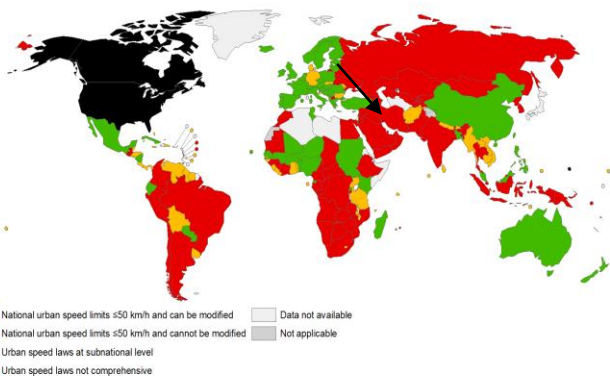 National urban speed limits ≤50 km/h and can be modified
Data not available
National urban speed limits ≤50 km/h and cannot be modified
Not applicable
Urban speed laws at subnational level
Urban speed laws not comprehensive